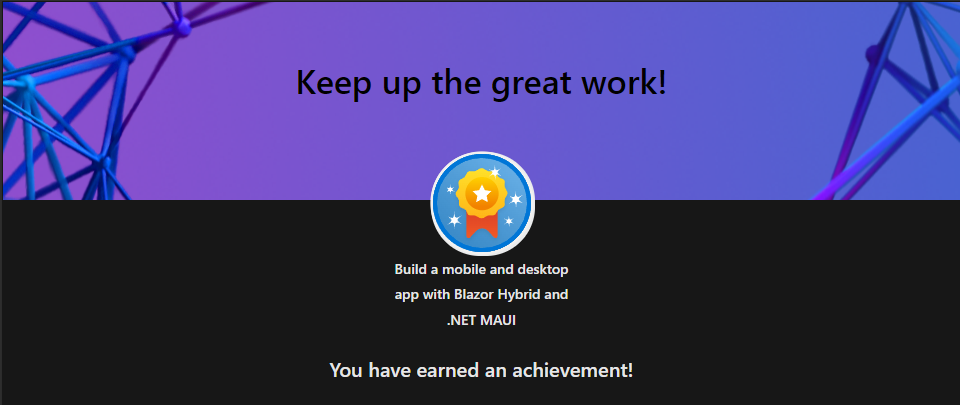 Keep up the great work!
Build a mobile and desktop
app with Blazor Hybrid and
.NET MAUI
You have earned an achievement!